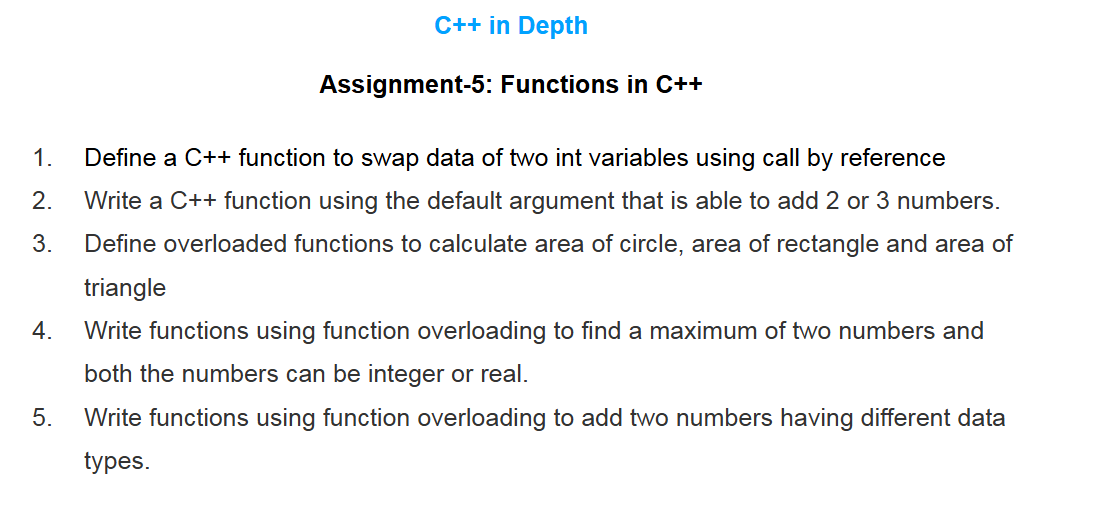 C++ in Depth
Assignment-5: Functions in C++
1. Define a C++ function to swap data of two int variables using call by reference
2. Write a C++ function using the default argument that is able to add 2 or 3 numbers.
3. Define overloaded functions to calculate area of circle, area of rectangle and area of
triangle
4. Write functions using function overloading to find a maximum of two numbers and
both the numbers can be integer or real.
5. Write functions using function overloading to add two numbers having different data
types.